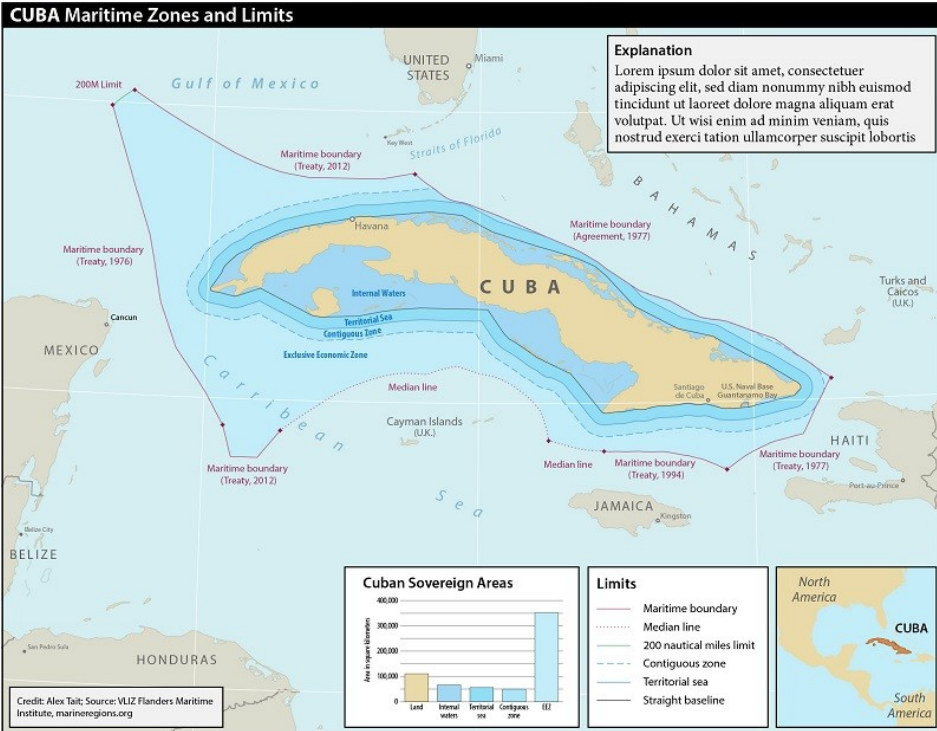 CUBA Maritime Zones and Limits
Explanation
Lorem ipsum dolor sit amet, consectetuer
adipiscing elit, sed diam nonummy nibh euismod
tincidunt ut laoreet dolore magna aliquam erat
volutpat. Ut wisi enim ad minim veniam, quis
nostrud exerci tation ullamcorper suscipit lobortis
UNITED
STATES
Miami
200M Limit
Gulf of Mexico
Key West
Straits of Florida
Maritime boundary
(Treaty, 2012)
BAHAMAS
Maritime boundary
(Agreement, 1977)
Havana
Maritime boundary
(Treaty, 1976)
CUBA
Internal Waters
Turks and
Caicos
(U.K.)
Cancun
Territorial Sea
Contiguous Zone
MEXICO
Exclusive Economic Zone
Caribbean
Sea
Median line
Santiago
de Cuba
U.S. Naval Base
Guantanamo Bay
Cayman Islands
(U.K.)
HAITI
Maritime boundary
(Treaty, 2012)
Median line
Maritime boundary
(Treaty, 1994)
Maritime boundary
(Treaty, 1977)
Port-au-Prince
JAMAICA
Kingston
Belize City
BELIZE
San Pedro Sula
HONDURAS
Credit: Alex Tait; Source: VLIZ Flanders Maritime
Institute, marineregions.org
Cuban Sovereign Areas
Area in square kilometers
400,000
300,000
200,000
100,000
0
Land
Internal
waters
Territorial
sea
Contiguous
zone
EEZ
Limits
Maritime boundary
Median line
200 nautical miles limit
Contiguous zone
Territorial sea
Straight baseline
North
America
CUBA
South
America